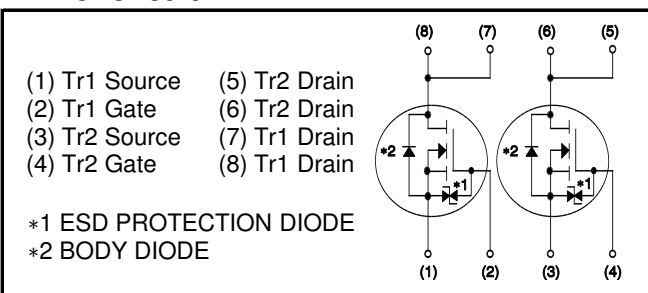 (1) Tr1 Source (5) Tr2 Drain
(2) Tr1 Gate (6) Tr2 Drain
(3) Tr2 Source (7) Tr1 Drain
(4) Tr2 Gate (8) Tr1 Drain
∗1 ESD PROTECTION DIODE
∗2 BODY DIODE
(8) (7) (6) (5)
∗2 ∗2
∗1 ∗1
(1) (2) (3) (4)